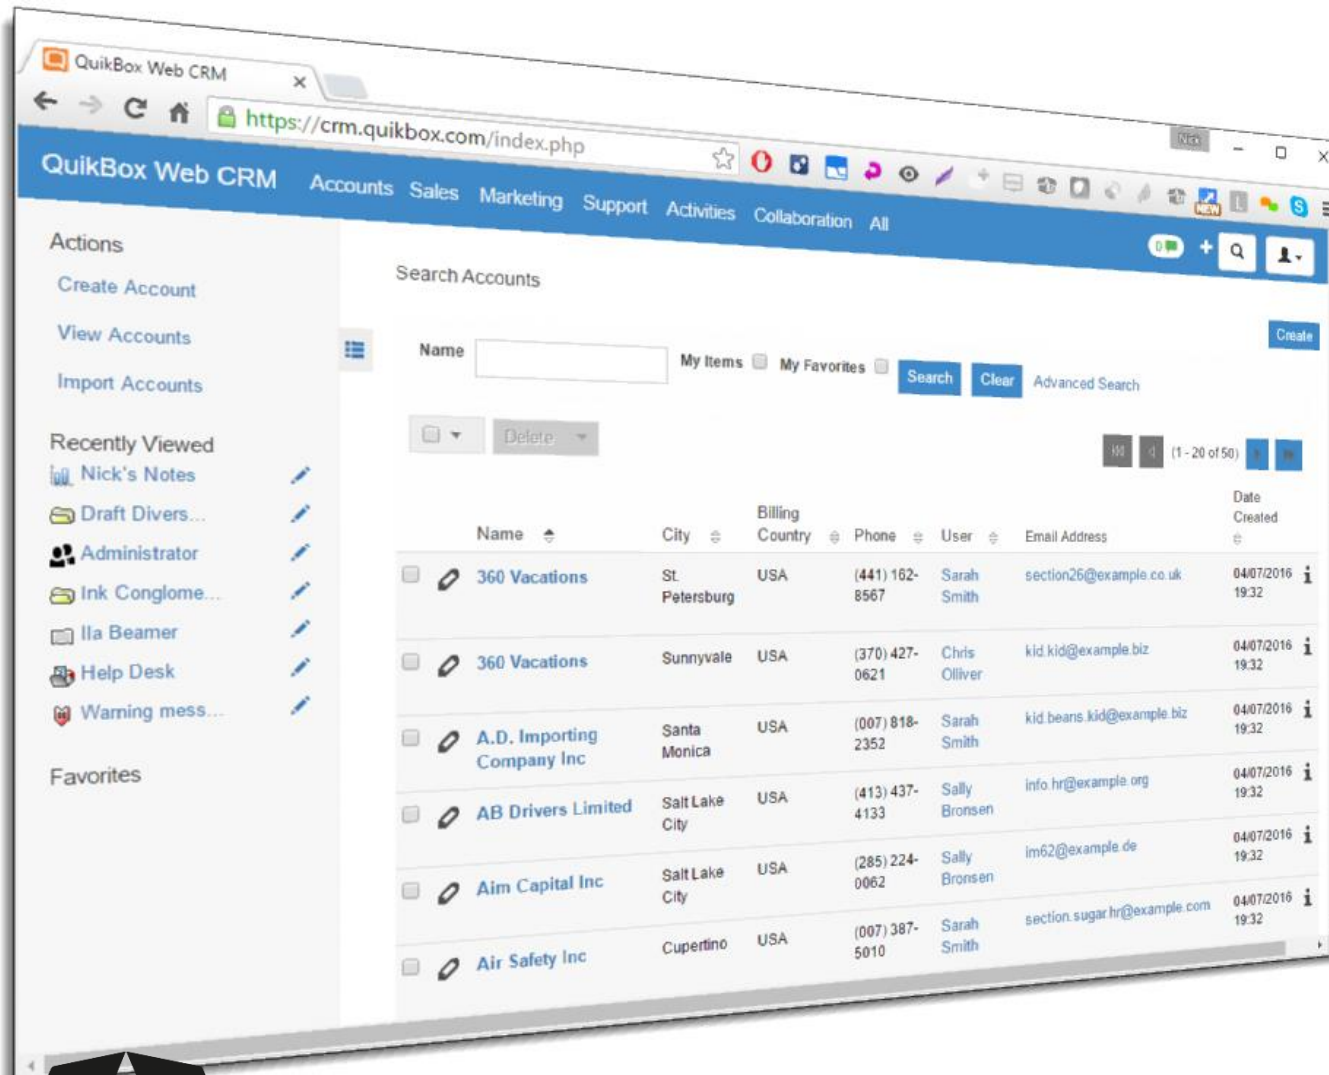 QuikBox Web CRM
https://crm.quikbox.com/index.php
Nick
QuikBox Web CRM Accounts Sales Marketing Support Activities Collaboration All
NEW
L
S
0
Actions
Create Account
View Accounts
Import Accounts
Recently Viewed
Nick's Notes
Draft Divers...
Administrator
Ink Conglome...
Ila Beamer
Help Desk
Warning mess...
Favorites
Search Accounts
Create
Name My Items My Favorites Search Clear Advanced Search
Delete
(1 - 20 of 50)
Name City Billing Country Phone User Email Address Date Created
360 Vacations St. Petersburg USA (441) 162-8567 Sarah Smith section26@example.co.uk 04/07/2016 19:32
360 Vacations Sunnyvale USA (370) 427-0621 Chris Olliver kid.kid@example.biz 04/07/2016 19:32
A.D. Importing Company Inc Santa Monica USA (007) 818-2352 Sarah Smith kid.beans.kid@example.biz 04/07/2016 19:32
AB Drivers Limited Salt Lake City USA (413) 437-4133 Sally Bronsen info.hr@example.org 04/07/2016 19:32
Aim Capital Inc Salt Lake City USA (285) 224-0062 Sally Bronsen im62@example.de 04/07/2016 19:32
Air Safety Inc Cupertino USA (007) 387-5010 Sarah Smith section.sugar.hr@example.com 04/07/2016 19:32